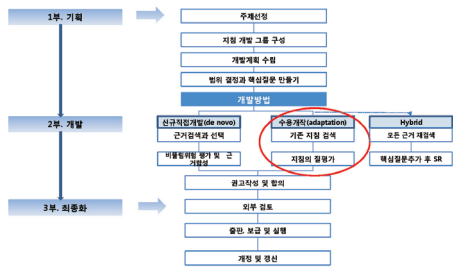 1부. 기획
주제선정
지침 개발 그룹 구성
개발계획 수립
범위 결정과 핵심질문 만들기
개발방법
2부. 개발
신규직접개발(de novo)
근거검색과 선택
비뚤림위험 평가 및 근
거합성
수용개작(adaptation)
기존 지침 검색
지침의 질평가
Hybrid
모든 근거 재검색
핵심질문추가 후 SR
권고작성 및 합의
3부. 최종화
외부 검토
출판, 보급 및 실행
개정 및 갱신